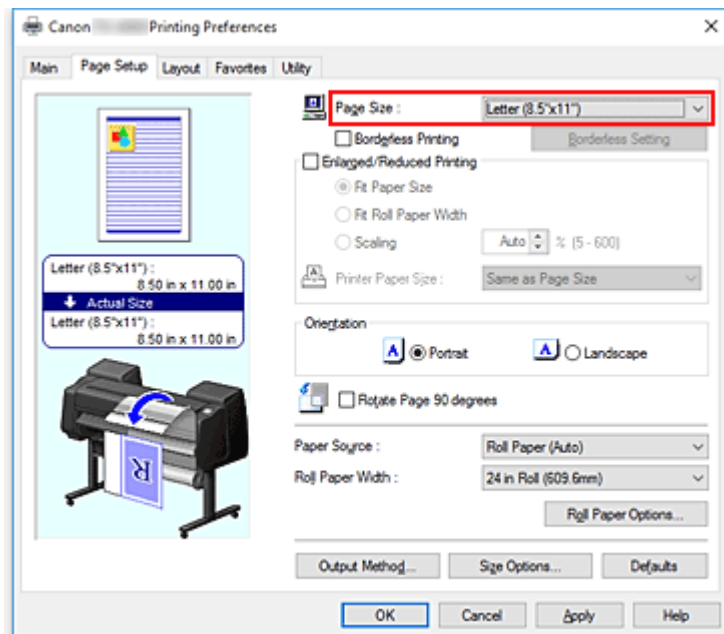 Canon Printing Preferences
Main Page Setup Layout Favorites Utility
Page Size : Letter (8.5"x11")
Borderless Printing Borderless Setting
Enlarged/Reduced Printing
Fit Paper Size
Fit Roll Paper Width
Scaling Auto % (5 - 600)
Printer Paper Size : Same as Page Size
Letter (8.5"x11") :
8.50 in x 11.00 in
Actual Size
Letter (8.5"x11") :
8.50 in x 11.00 in
Orientation
A Portrait A Landscape
Rotate Page 90 degrees
R
Paper Source : Roll Paper (Auto)
Roll Paper Width : 24 in Roll (609.6mm)
Roll Paper Options...
Output Method... Size Options... Defaults
OK Cancel Apply Help